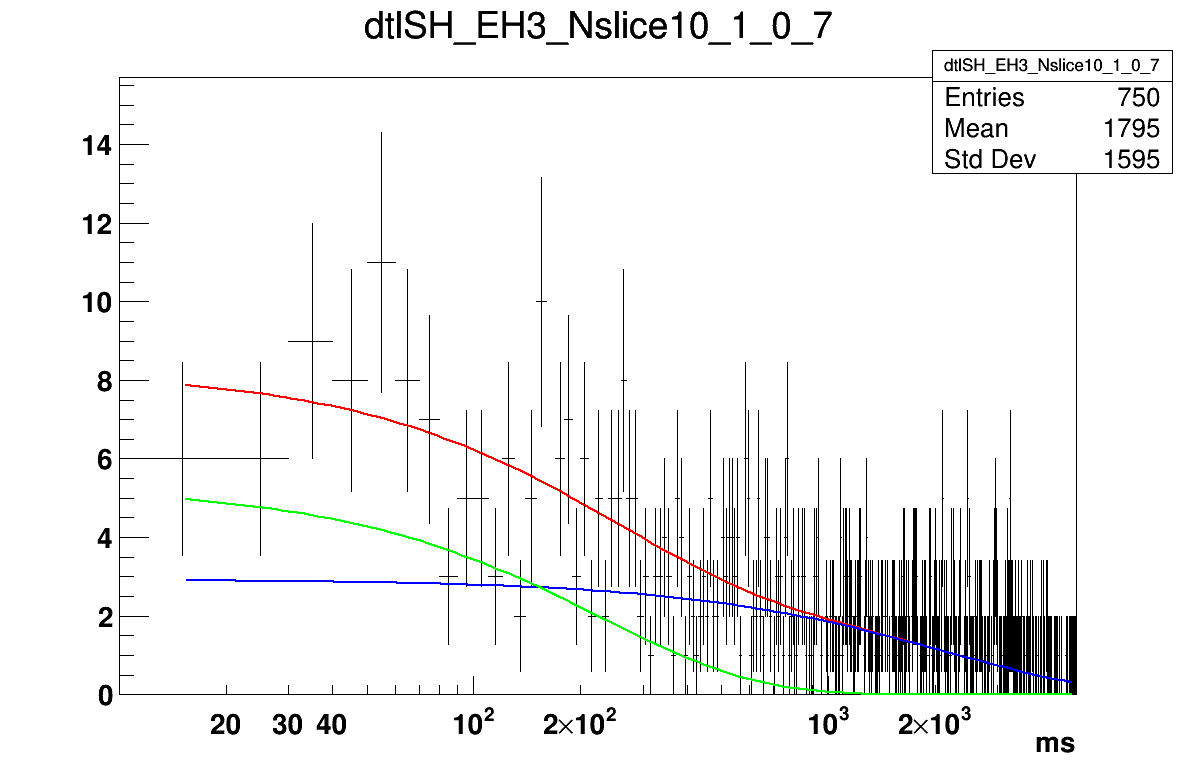 dtlSH_EH3_Nslice10_1_0_7
dtlSH_EH3_Nslice10_1_0_7
Entries 750
Mean 1795
Std Dev 1595
14
12
10
8
6
4
2
0
20 30 40 10² 2×10² 10³ 2×10³
ms